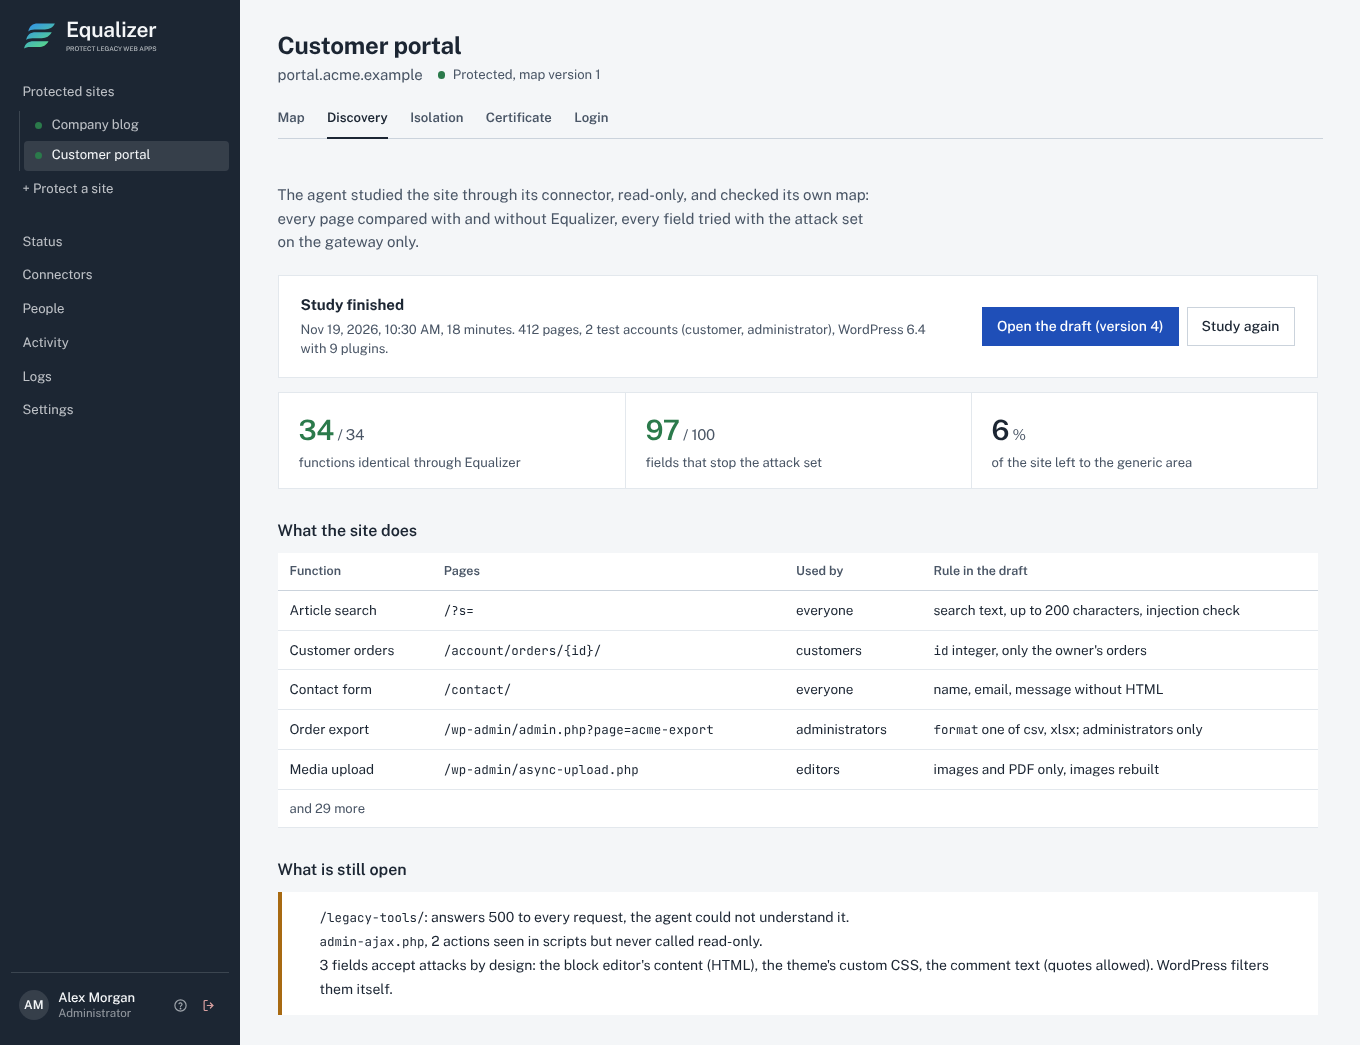 Equalizer
PROTECT LEGACY WEB APPS
Protected sites
Company blog
Customer portal
+ Protect a site
Status
Connectors
People
Activity
Logs
Settings
AM
Alex Morgan
Administrator
Customer portal
portal.acme.example
Protected, map version 1
Map
Discovery
Isolation
Certificate
Login
The agent studied the site through its connector, read-only, and checked its own map:
every page compared with and without Equalizer, every field tried with the attack set
on the gateway only.
Study finished
Nov 19, 2026, 10:30 AM, 18 minutes. 412 pages, 2 test accounts (customer, administrator), WordPress 6.4
with 9 plugins.
Open the draft (version 4)
Study again
34 / 34
functions identical through Equalizer
97 / 100
fields that stop the attack set
6 %
of the site left to the generic area
What the site does
Function Pages Used by Rule in the draft
Article search /?s= everyone search text, up to 200 characters, injection check
Customer orders /account/orders/{id}/ customers id integer, only the owner's orders
Contact form /contact/ everyone name, email, message without HTML
Order export /wp-admin/admin.php?page=acme-export administrators format one of csv, xlsx; administrators only
Media upload /wp-admin/async-upload.php editors images and PDF only, images rebuilt
and 29 more
What is still open
/legacy-tools/: answers 500 to every request, the agent could not understand it.
admin-ajax.php, 2 actions seen in scripts but never called read-only.
3 fields accept attacks by design: the block editor's content (HTML), the theme's custom CSS, the comment text (quotes allowed). WordPress filters
them itself.